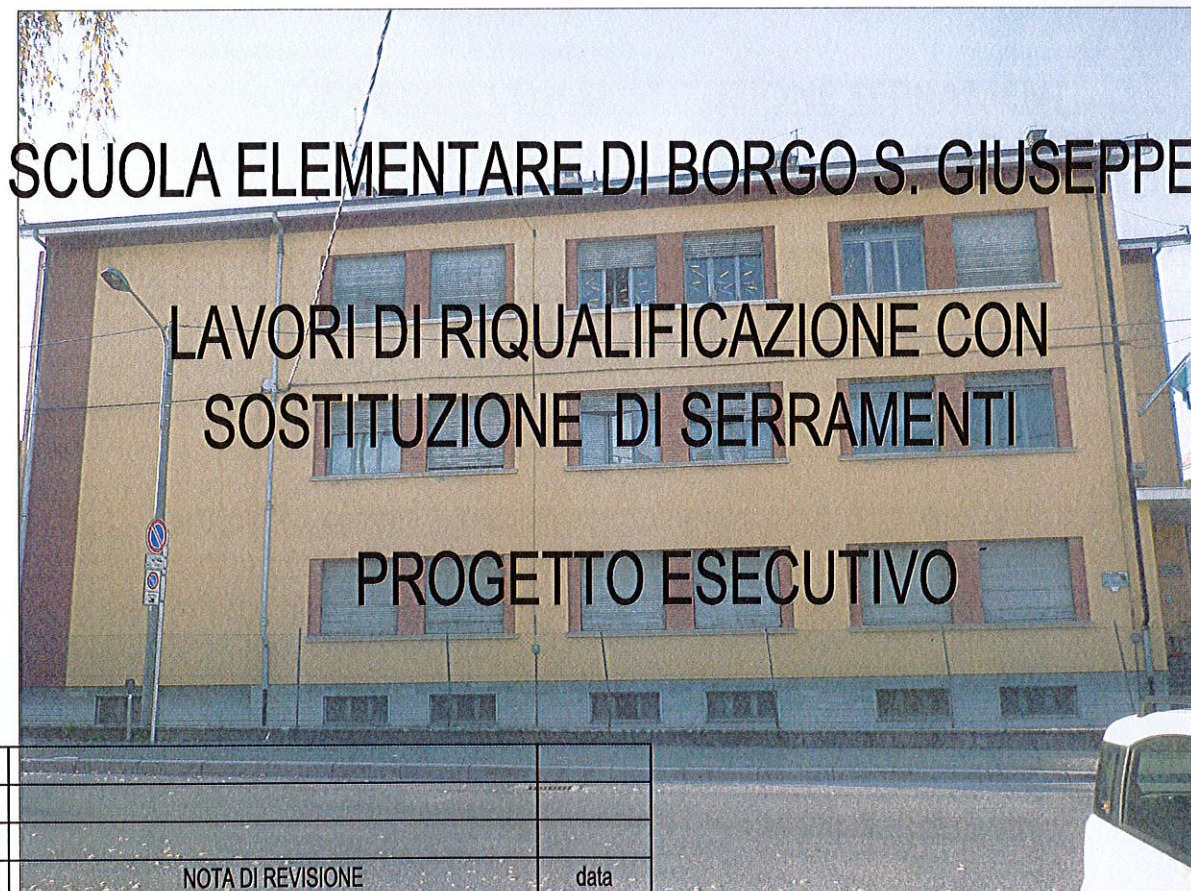 SCUOLA ELEMENTARE DI BORGO S. GIUSEPPE
LAVORI DI RIQUALIFICAZIONE CON
SOSTITUZIONE DI SERRAMENTI
PROGETTO ESECUTIVO
NOTA DI REVISIONE data